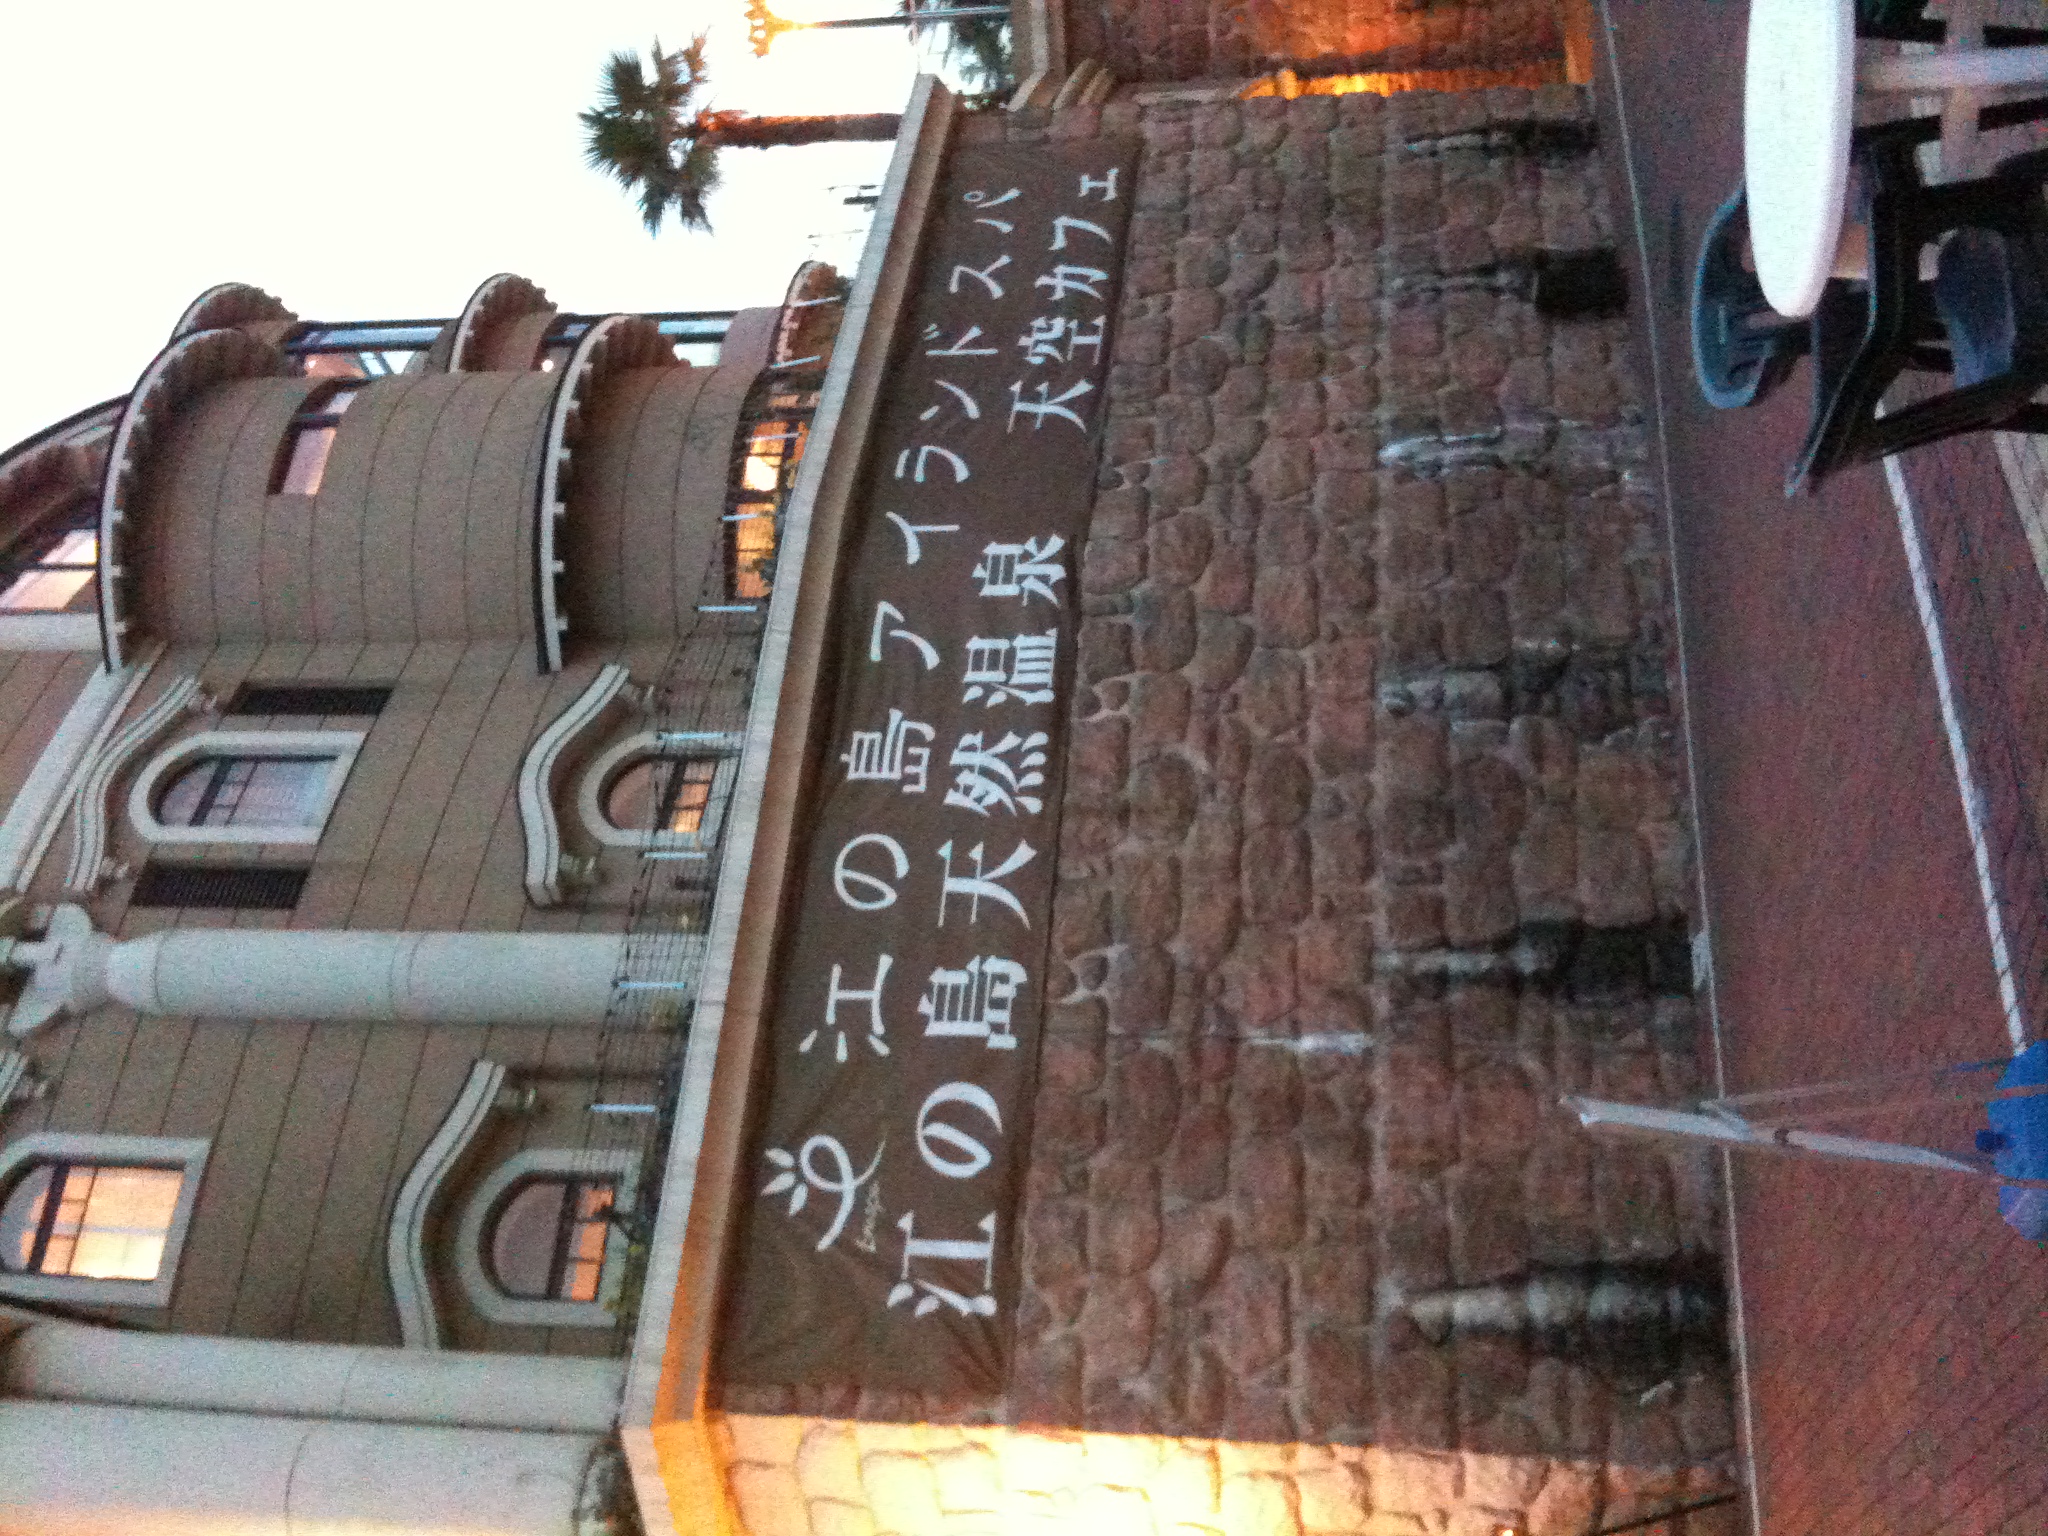 江の島アイランドスパ
江の島天然温泉 天空カフェ